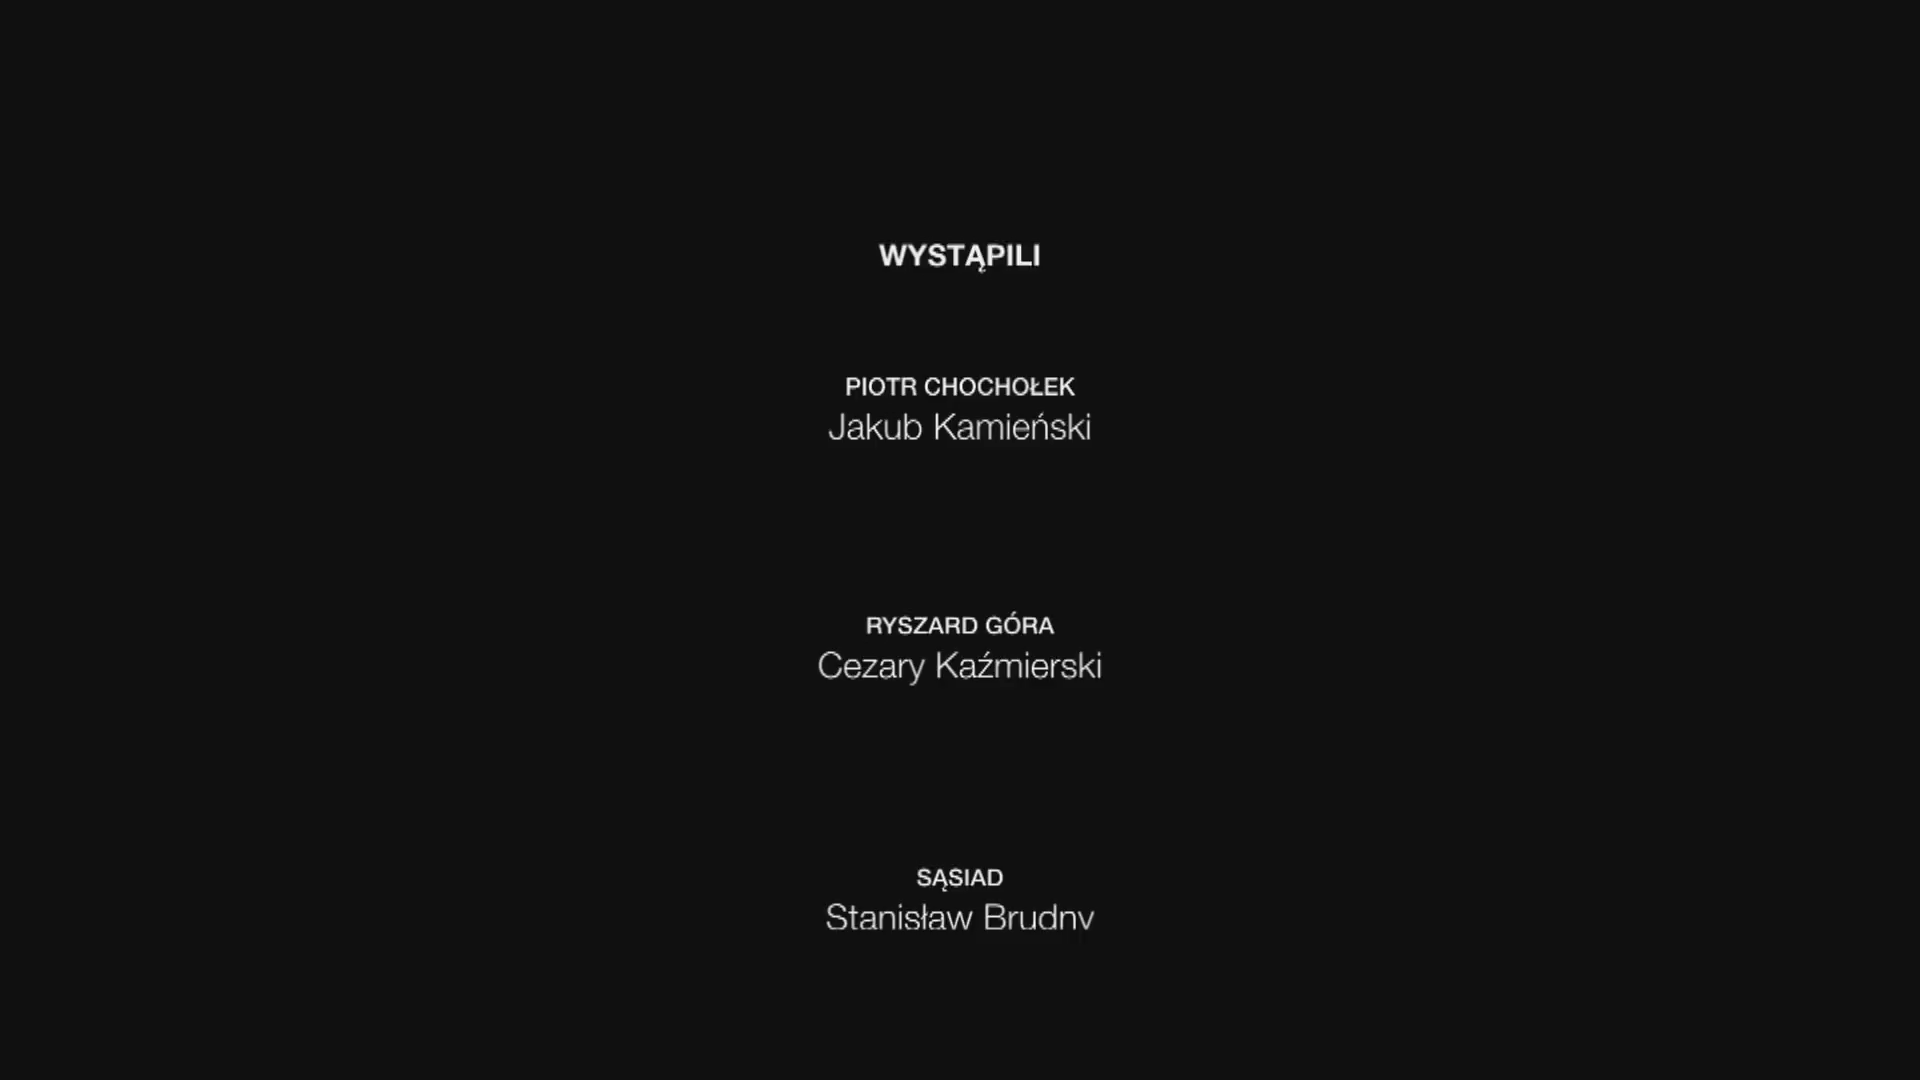 WYSTĄPILI
PIOTR CHOCHOŁEK
Jakub Kamieński
RYSZARD GÓRA
Cezary Kaźmierski
SĄSIAD
Stanisław Brudny